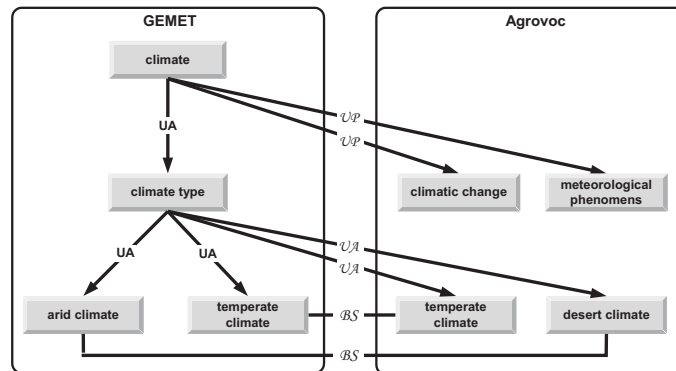 GEMET
Agrovoc
climate
UP
UA
UP
climate type
climatic change
meteorological
phenomens
UA
UA
UA
UA
arid climate
temperate
climate
BS
temperate
climate
desert climate
BS